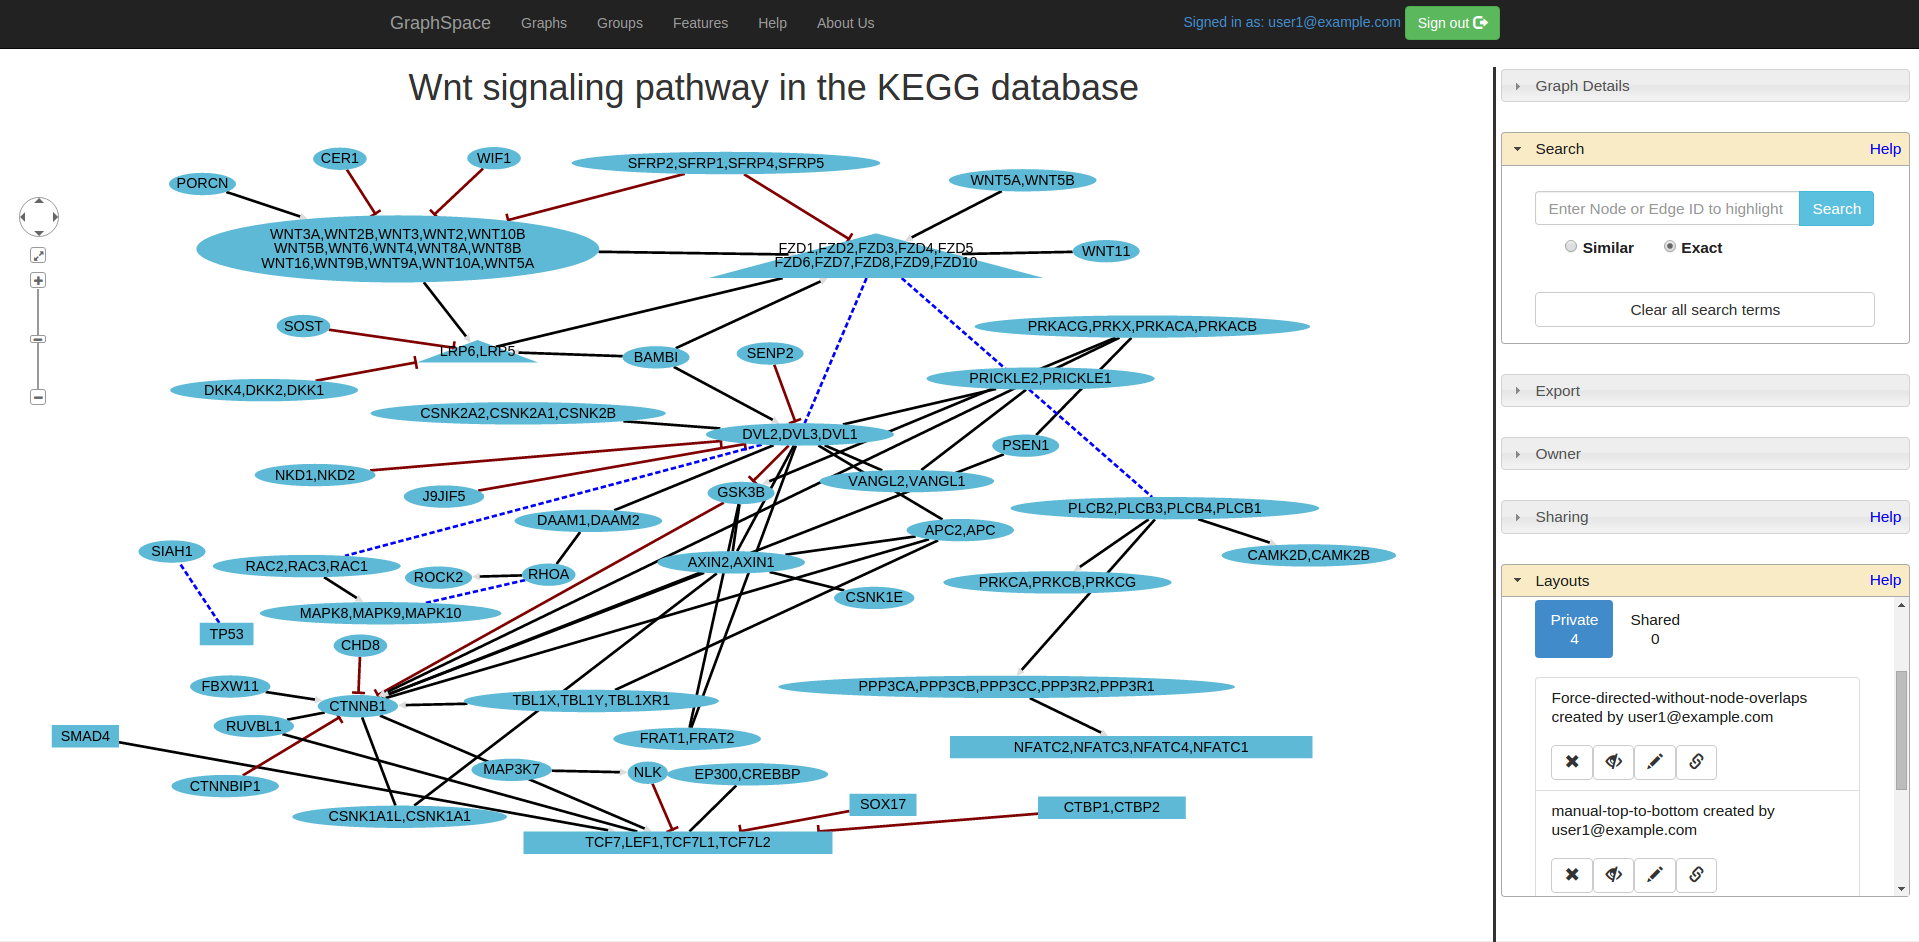 GraphSpace
Graphs
Groups
Features
Help
About Us
Signed in as: user1@example.com
Sign out
Wnt signaling pathway in the KEGG database
CER1
WIF1
SFRP2,SFRP1,SFRP4,SFRP5
PORCN
WNT5A,WNT5B
WNT3A,WNT2B,WNT3,WNT2,WNT10B
WNT5B,WNT6,WNT4,WNT8A,WNT8B
WNT16,WNT9B,WNT9A,WNT10A,WNT5A
FZD1,FZD2,FZD3,FZD4,FZD5
FZD6,FZD7,FZD8,FZD9,FZD10
WNT11
SOST
PRKACG,PRKX,PRKACA,PRKACB
LRP6,LRP5
BAMBI
SENP2
DKK4,DKK2,DKK1
PRICKLE2,PRICKLE1
CSNK2A2,CSNK2A1,CSNK2B
DVL2,DVL3,DVL1
PSEN1
NKD1,NKD2
J9JIF5
GSK3B
VANGL2,VANGL1
PLCB2,PLCB3,PLCB4,PLCB1
DAAM1,DAAM2
APC2,APC
SIAH1
RAC2,RAC3,RAC1
ROCK2
RHOA
AXIN2,AXIN1
CAMK2D,CAMK2B
PRKCA,PRKCB,PRKCG
CSNK1E
MAPK8,MAPK9,MAPK10
TP53
CHD8
FBXW11
CTNNB1
TBL1X,TBL1Y,TBL1XR1
PPP3CA,PPP3CB,PPP3CC,PPP3R2,PPP3R1
RUVBL1
SMAD4
FRAT1,FRAT2
NFATC2,NFATC3,NFATC4,NFATC1
MAP3K7
NLK
EP300,CREBBP
CTNNBIP1
SOX17
CTBP1,CTBP2
CSNK1A1L,CSNK1A1
TCF7,LEF1,TCF7L1,TCF7L2
Graph Details
Search
Help
Enter Node or Edge ID to highlight
Search
Similar
Exact
Clear all search terms
Export
Owner
Sharing
Help
Layouts
Help
Private
4
Shared
0
Force-directed-without-node-overlaps
created by user1@example.com
manual-top-to-bottom created by
user1@example.com